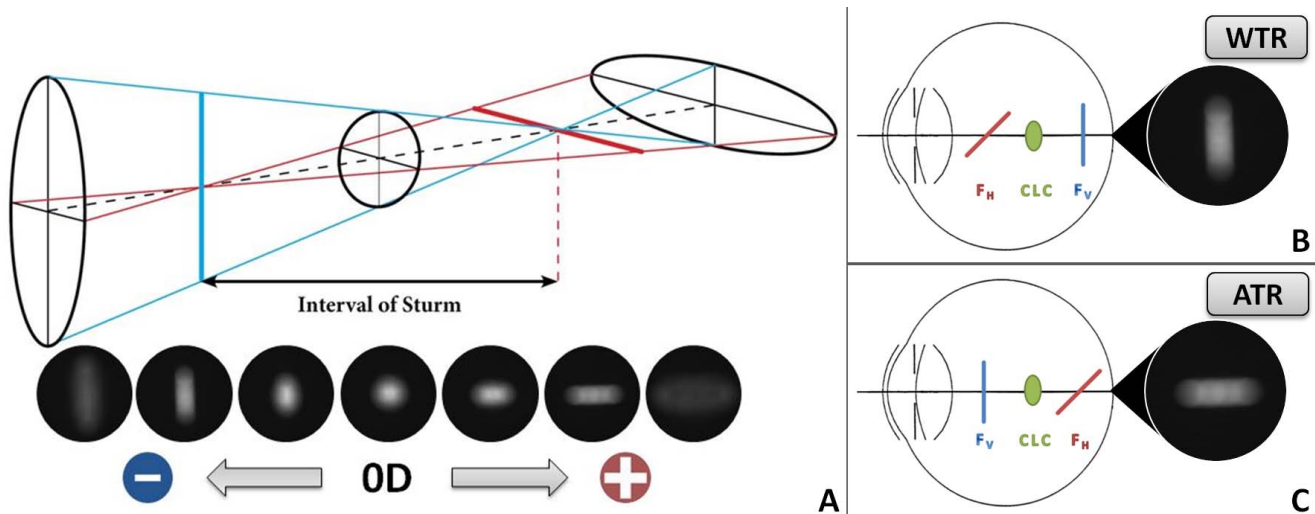 Interval of Sturm
0D
A
WTR
F_H CLC F_V
B
ATR
F_V CLC F_H
C